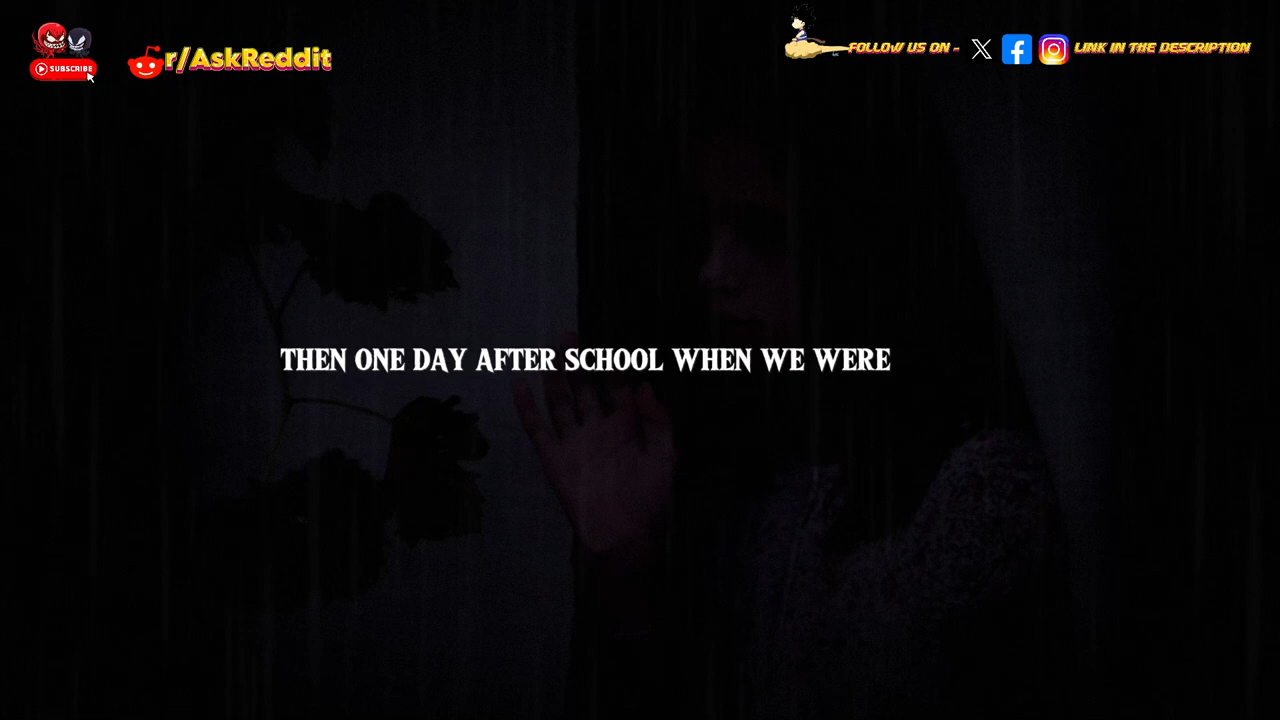 SUBSCRIBE
r/AskReddit
FOLLOW US ON -
LINK IN THE DESCRIPTION
THEN ONE DAY AFTER SCHOOL WHEN WE WERE